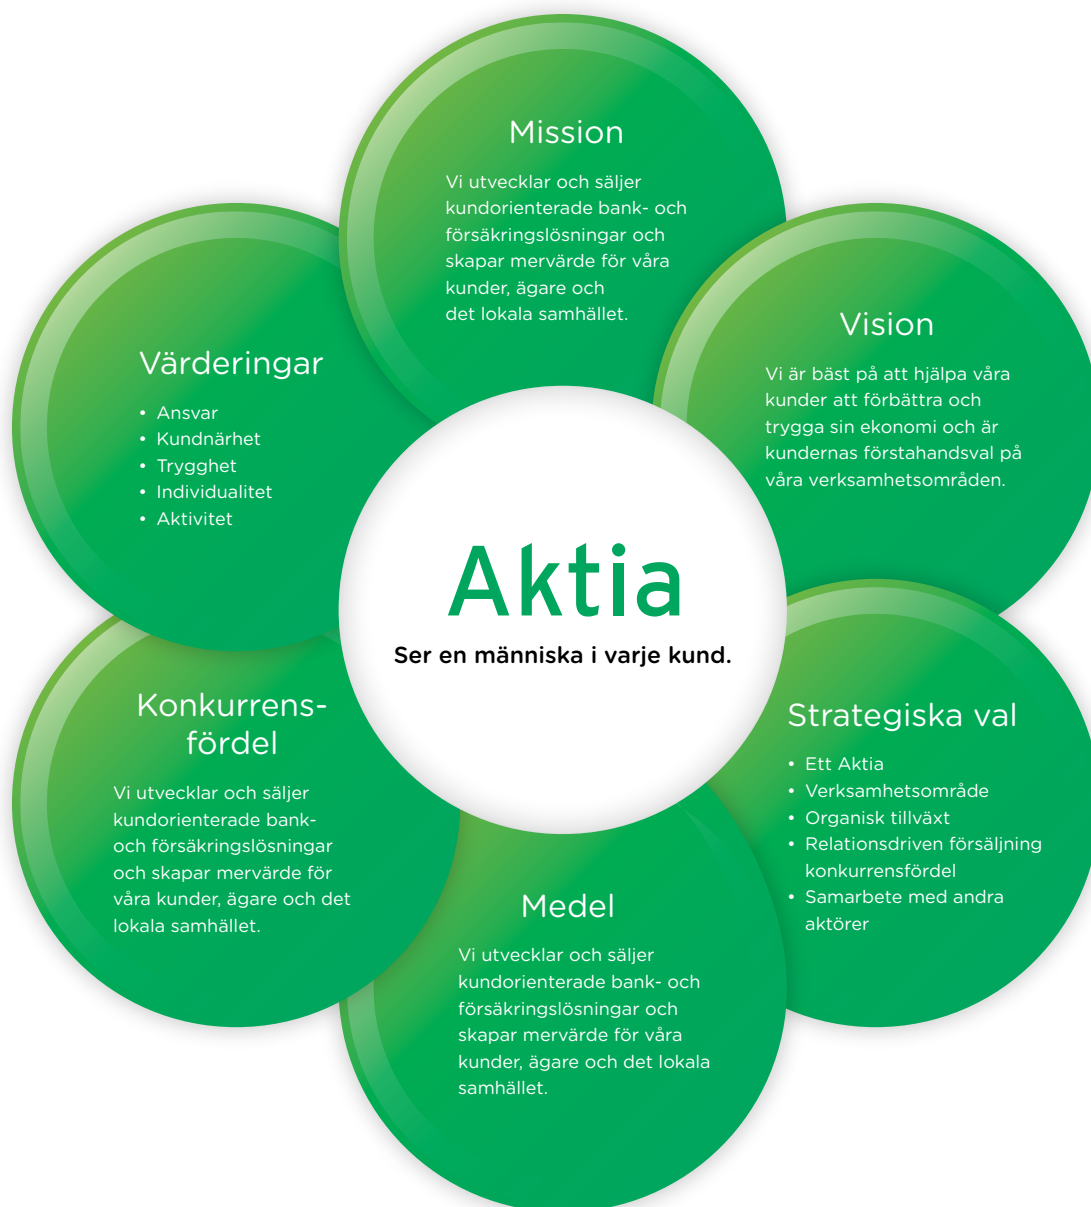 Mission
Vi utvecklar och säljer
kundorienterade bank- och
försäkringslösningar och
skapar mervärde för våra
kunder, ägare och
det lokala samhället.
Vision
Vi är bäst på att hjälpa våra
kunder att förbättra och
trygga sin ekonomi och är
kundernas förstahandsval på
våra verksamhetsområden.
Värderingar
• Ansvar
• Kundnärhet
• Trygghet
• Individualitet
• Aktivitet
Aktia
Ser en människa i varje kund.
Konkurrens-
fördel
Vi utvecklar och säljer
kundorienterade bank-
och försäkringslösningar
och skapar mervärde för
våra kunder, ägare och det
lokala samhället.
Strategiska val
• Ett Aktia
• Verksamhetsområde
• Organisk tillväxt
• Relationsdriven försäljning
konkurrensfördel
• Samarbete med andra
aktörer
Medel
Vi utvecklar och säljer
kundorienterade bank- och
försäkringslösningar och
skapar mervärde för våra
kunder, ägare och det lokala
samhället.